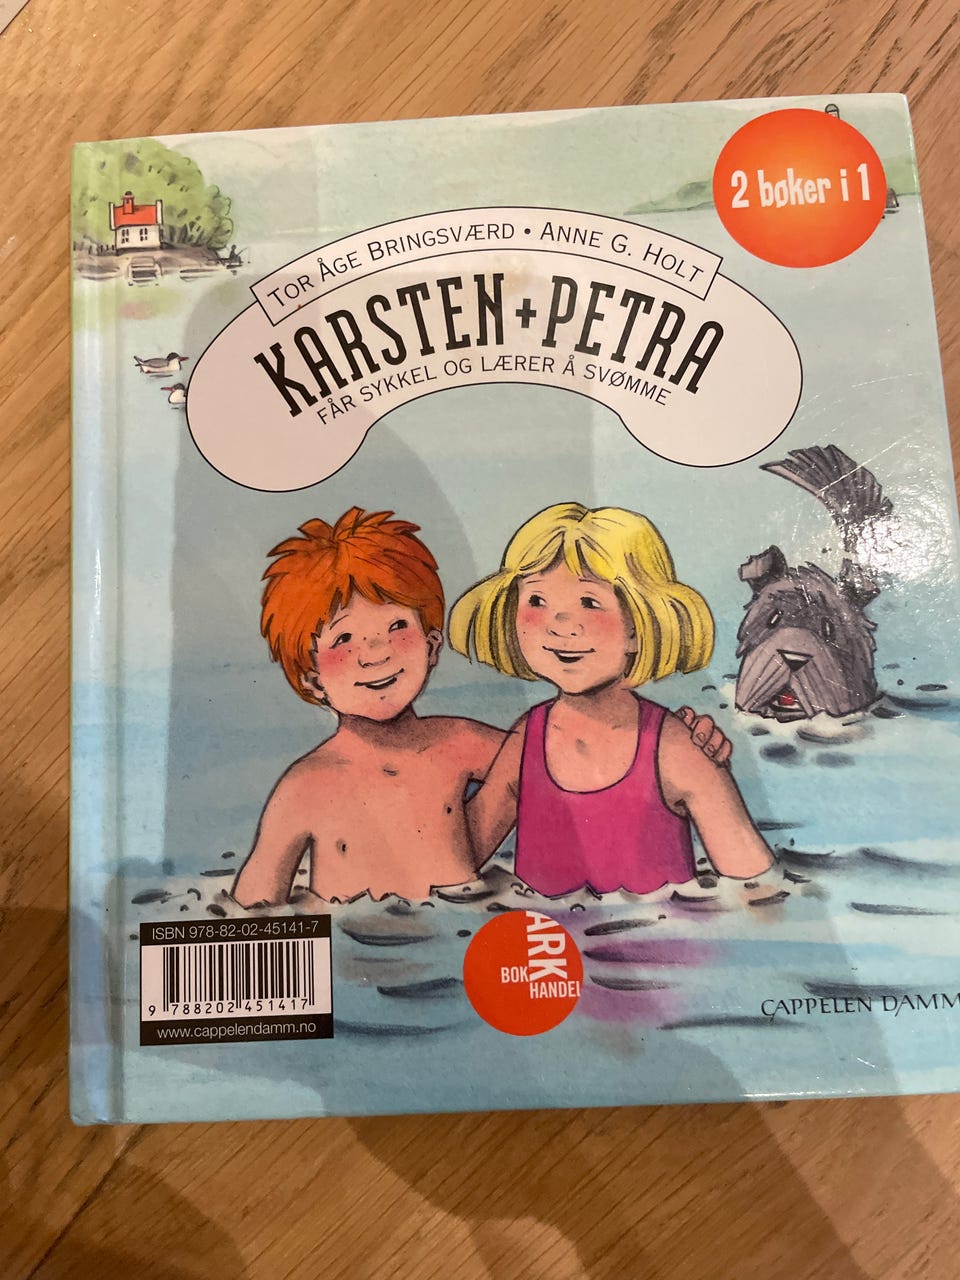 2 bøker i 1
TOR ÅGE BRINGSVÆRD • ANNE G. HOLT
KARSTEN + PETRA
FÅR SYKKEL OG LÆRER Å SVØMME
ISBN 978-82-02-45141-7
9 788202 451417
www.cappelendamm.no
ARK
BOK
HANDEL
CAPPELEN DAMM